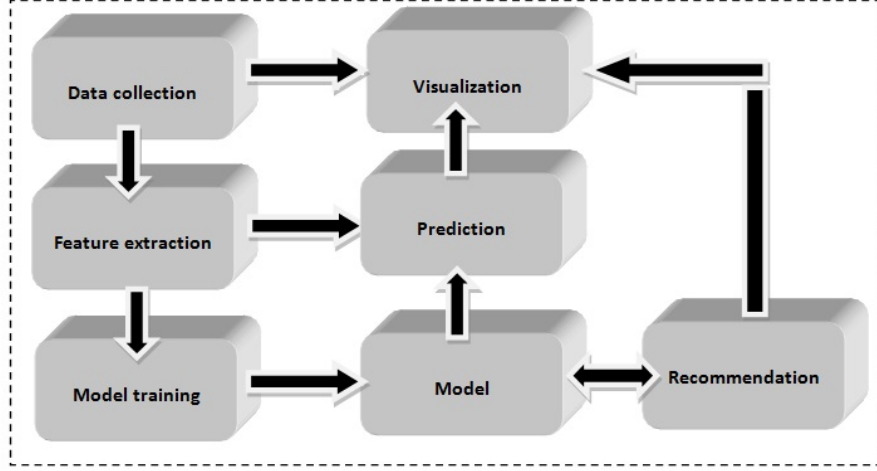 Data collection
Visualization
Feature extraction
Prediction
Model training
Model
Recommendation